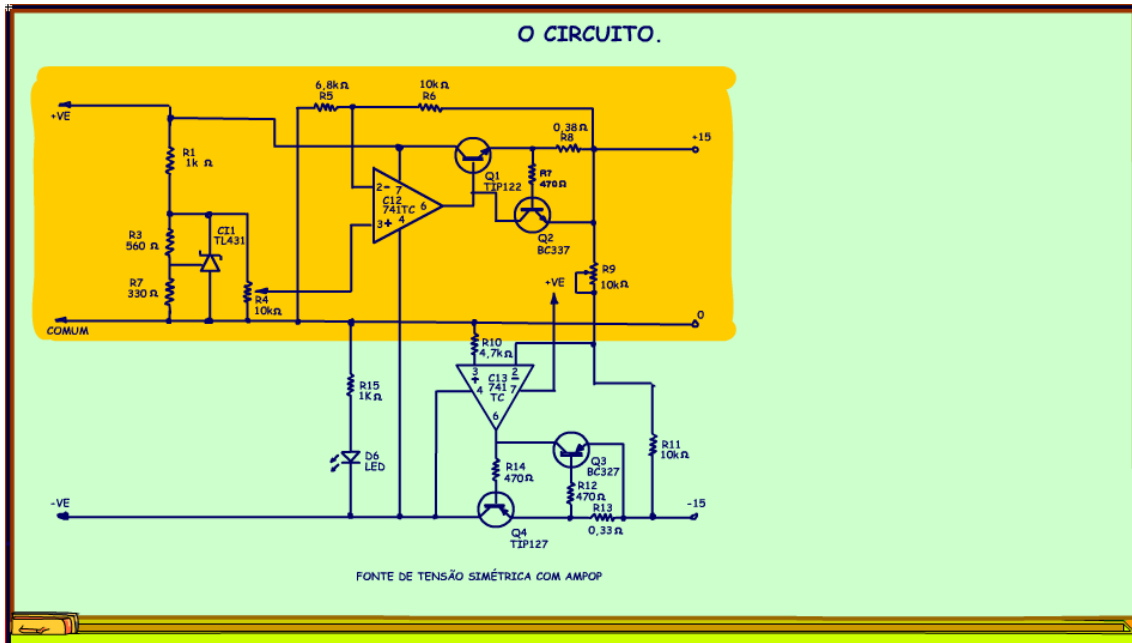 O CIRCUITO.
6,8kΩ
R5
10kΩ
R6
+VE
0,38Ω
R8
+15
R1
1k Ω
Q1
TIP122
R7
470Ω
2 -
7
C12
741TC
6
3 +
4
Q2
BC337
R3
560 Ω
CI1
TL431
R7
330Ω
R4
10kΩ
+VE
R9
10kΩ
COMUM
0
R10
4,7kΩ
3
+
2
-
4
C13
741
TC
7
6
R15
1KΩ
D6
LED
R14
470Ω
Q3
BC327
R11
10kΩ
R12
470Ω
R13
0,33Ω
-VE
-15
Q4
TIP127
FONTE DE TENSÃO SIMÉTRICA COM AMPOP